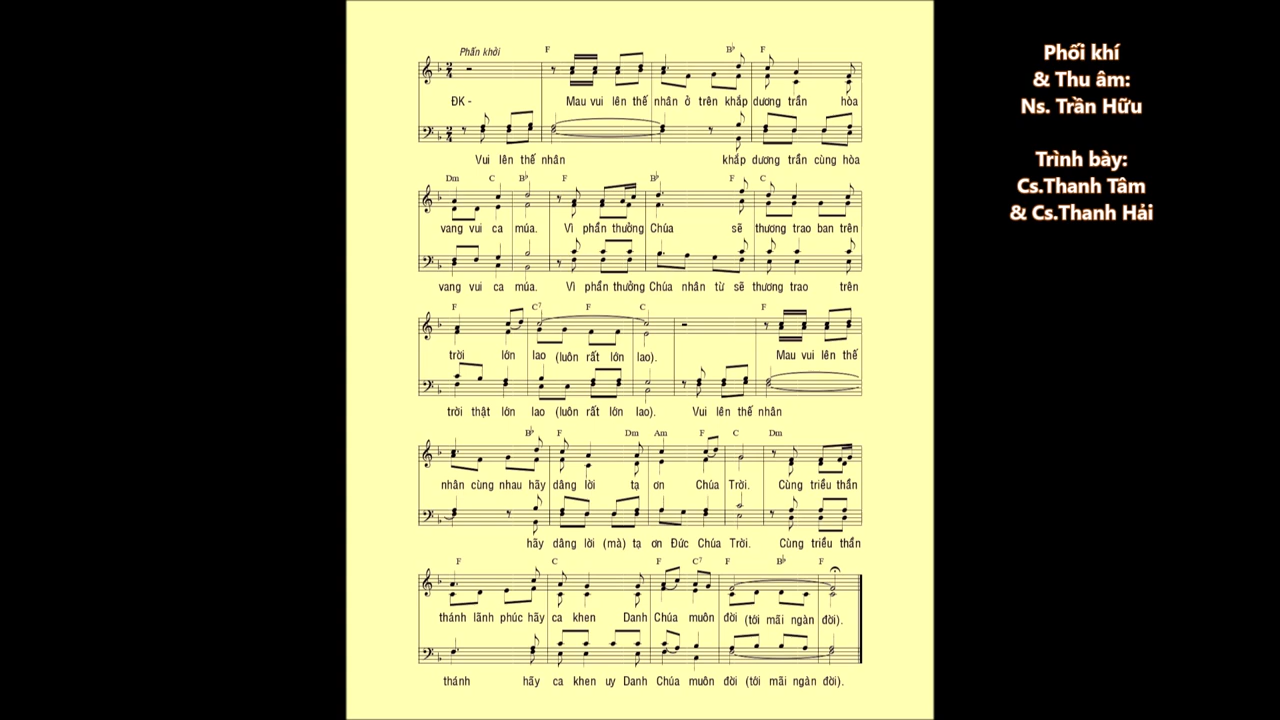 Phấn khởi F B♭ F
ĐK - Mau vui lên thế nhân ở trên khắp dương trần hòa
Vui lên thế nhân khắp dương trần cùng hòa
Dm C B♭ F B♭ F C
vang vui ca múa. Vì phần thưởng Chúa sẽ thương trao ban trên
vang vui ca múa. Vì phần thưởng Chúa nhân từ sẽ thương trao trên
F C7 F C F
trời lớn lao (luôn rất lớn lao). Mau vui lên thế
trời thật lớn lao (luôn rất lớn lao). Vui lên thế nhân
B♭ F Dm Am F C Dm
nhân cùng nhau hãy dâng lời tạ ơn Chúa Trời. Cùng triều thần
hãy dâng lời (mà) tạ ơn Đức Chúa Trời. Cùng triều thần
F C F C7 F B♭ F
thánh lãnh phúc hãy ca khen Danh Chúa muôn đời (tới mãi ngàn đời).
thánh hãy ca khen uy Danh Chúa muôn đời (tới mãi ngàn đời).
Phối khí
& Thu âm:
Ns. Trần Hữu
Trình bày:
Cs.Thanh Tâm
& Cs.Thanh Hải